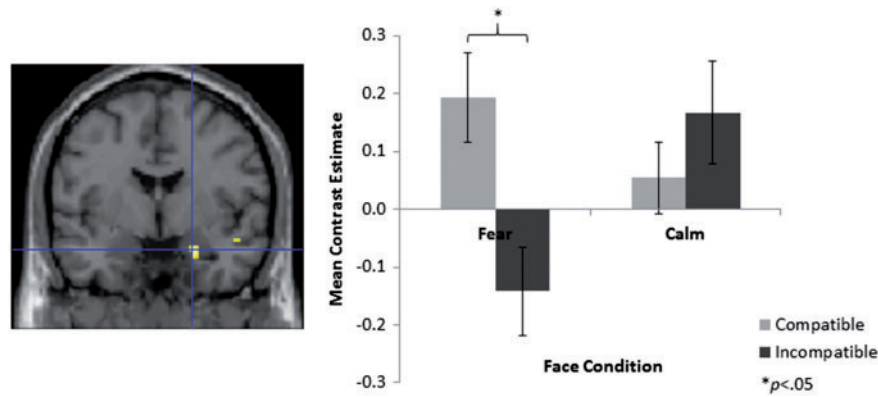 *
0.3
0.2
0.1
0.0
-0.1
-0.2
-0.3
Mean Contrast Estimate
Fear
Calm
Face Condition
Compatible
Incompatible
*p<.05